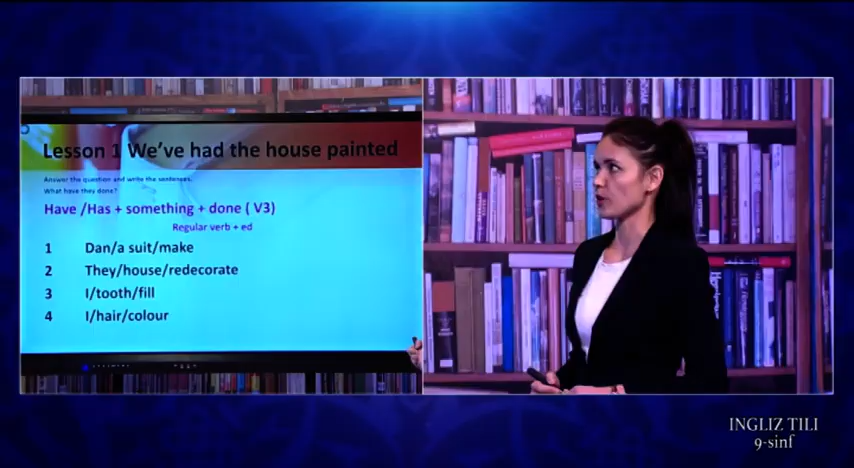 Lesson 1 We've had the house painted
Answer the question and write the sentences.
What have they done?
Have /Has + something + done ( V3)
Regular verb + ed
1 Dan/a suit/make
2 They/house/redecorate
3 I/tooth/fill
4 I/hair/colour
INGLIZ TILI
9-sinf